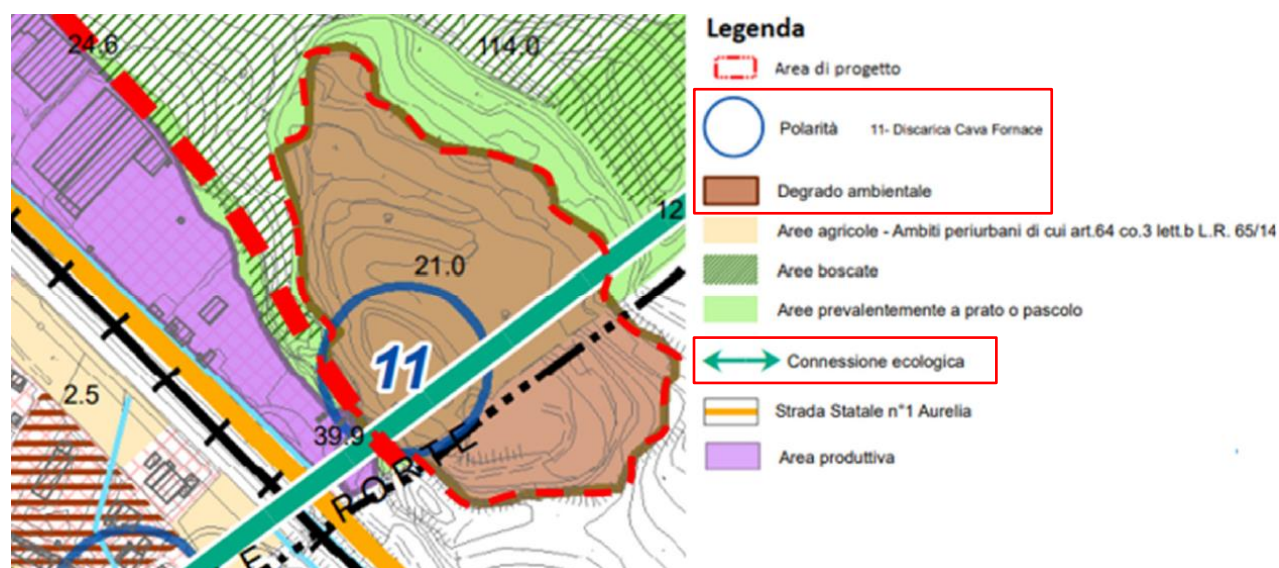 24.6
114.0
12
21.0
11
2.5
39.9
E
RORTE
Legenda
Area di progetto
Polarità 11- Discarica Cava Fornace
Degrado ambientale
Aree agricole - Ambiti periurbani di cui art.64 co.3 lett.b L.R. 65/14
Aree boscate
Aree prevalentemente a prato o pascolo
Connessione ecologica
Strada Statale n°1 Aurelia
Area produttiva